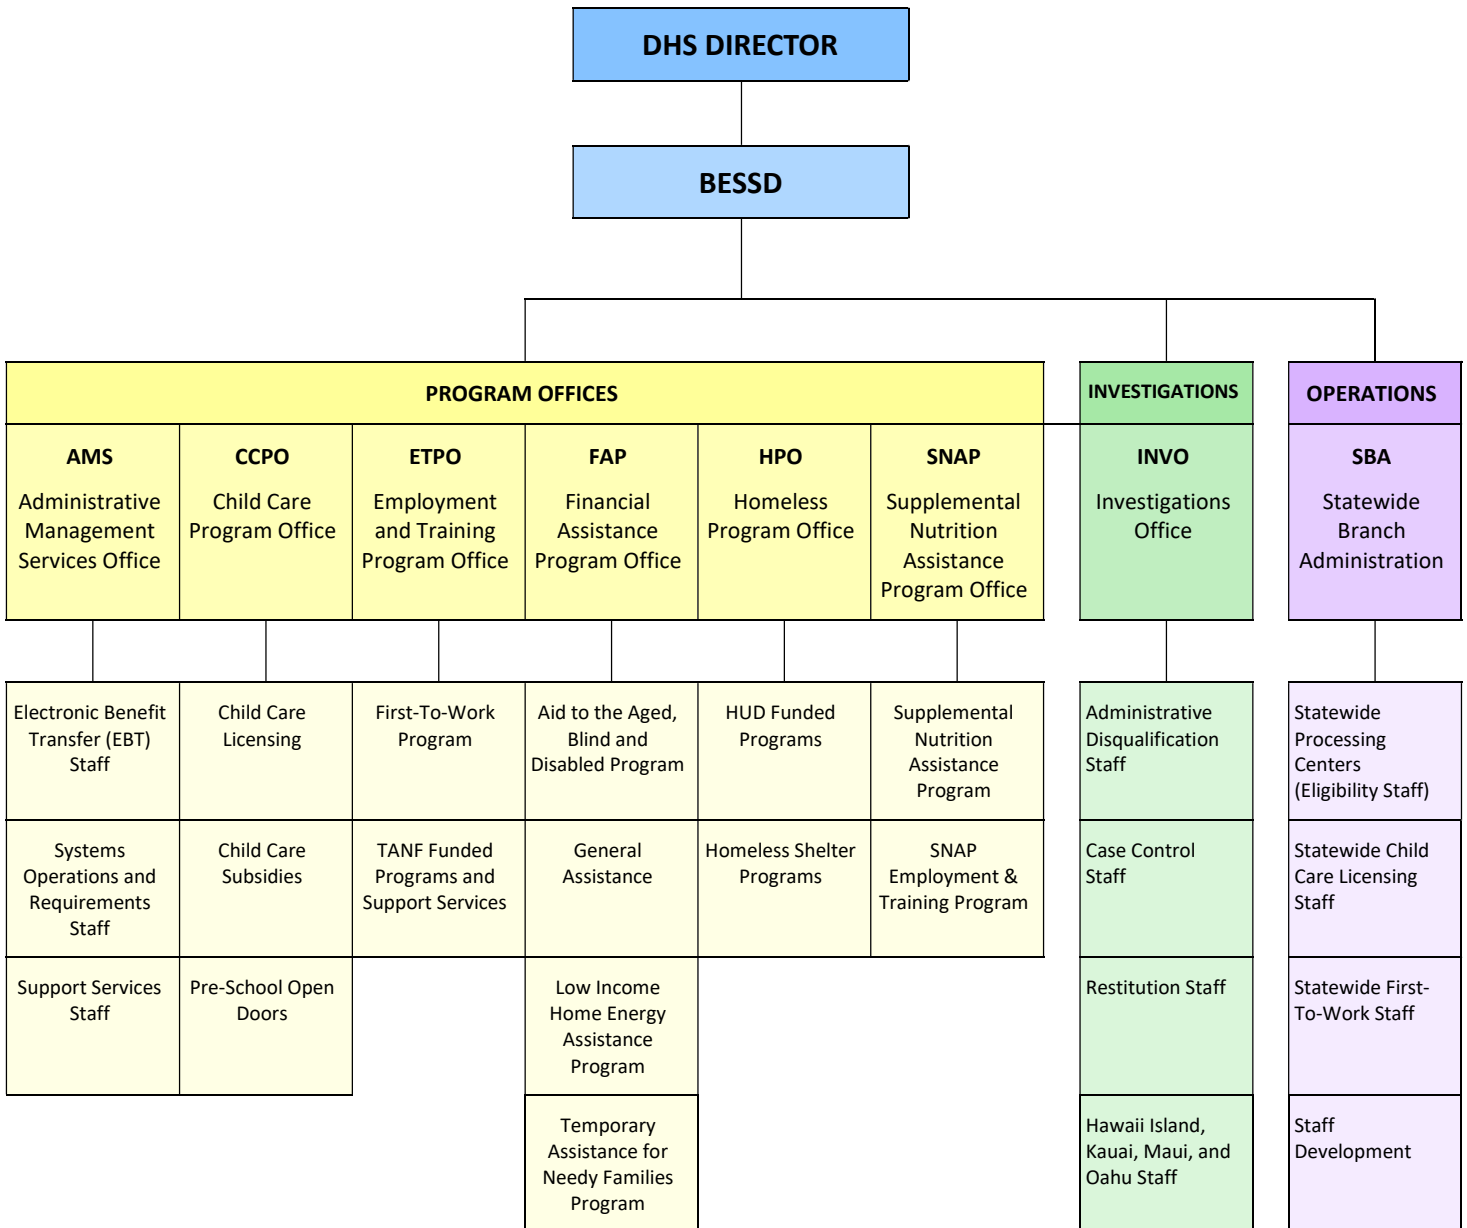 DHS DIRECTOR
BESSD
PROGRAM OFFICES
INVESTIGATIONS
OPERATIONS
AMS
Administrative
Management
Services Office
CCPO
Child Care
Program Office
ETPO
Employment
and Training
Program Office
FAP
Financial
Assistance
Program Office
HPO
Homeless
Program Office
SNAP
Supplemental
Nutrition
Assistance
Program Office
INVO
Investigations
Office
SBA
Statewide
Branch
Administration
Electronic Benefit
Transfer (EBT)
Staff
Child Care
Licensing
First-To-Work
Program
Aid to the Aged,
Blind and
Disabled Program
HUD Funded
Programs
Supplemental
Nutrition
Assistance
Program
Administrative
Disqualification
Staff
Statewide
Processing
Centers
(Eligibility Staff)
Systems
Operations and
Requirements
Staff
Child Care
Subsidies
TANF Funded
Programs and
Support Services
General
Assistance
Homeless Shelter
Programs
SNAP
Employment &
Training Program
Case Control
Staff
Statewide Child
Care Licensing
Staff
Support Services
Staff
Pre-School Open
Doors
Low Income
Home Energy
Assistance
Program
Restitution Staff
Statewide First-
To-Work Staff
Temporary
Assistance for
Needy Families
Program
Hawaii Island,
Kauai, Maui, and
Oahu Staff
Staff
Development